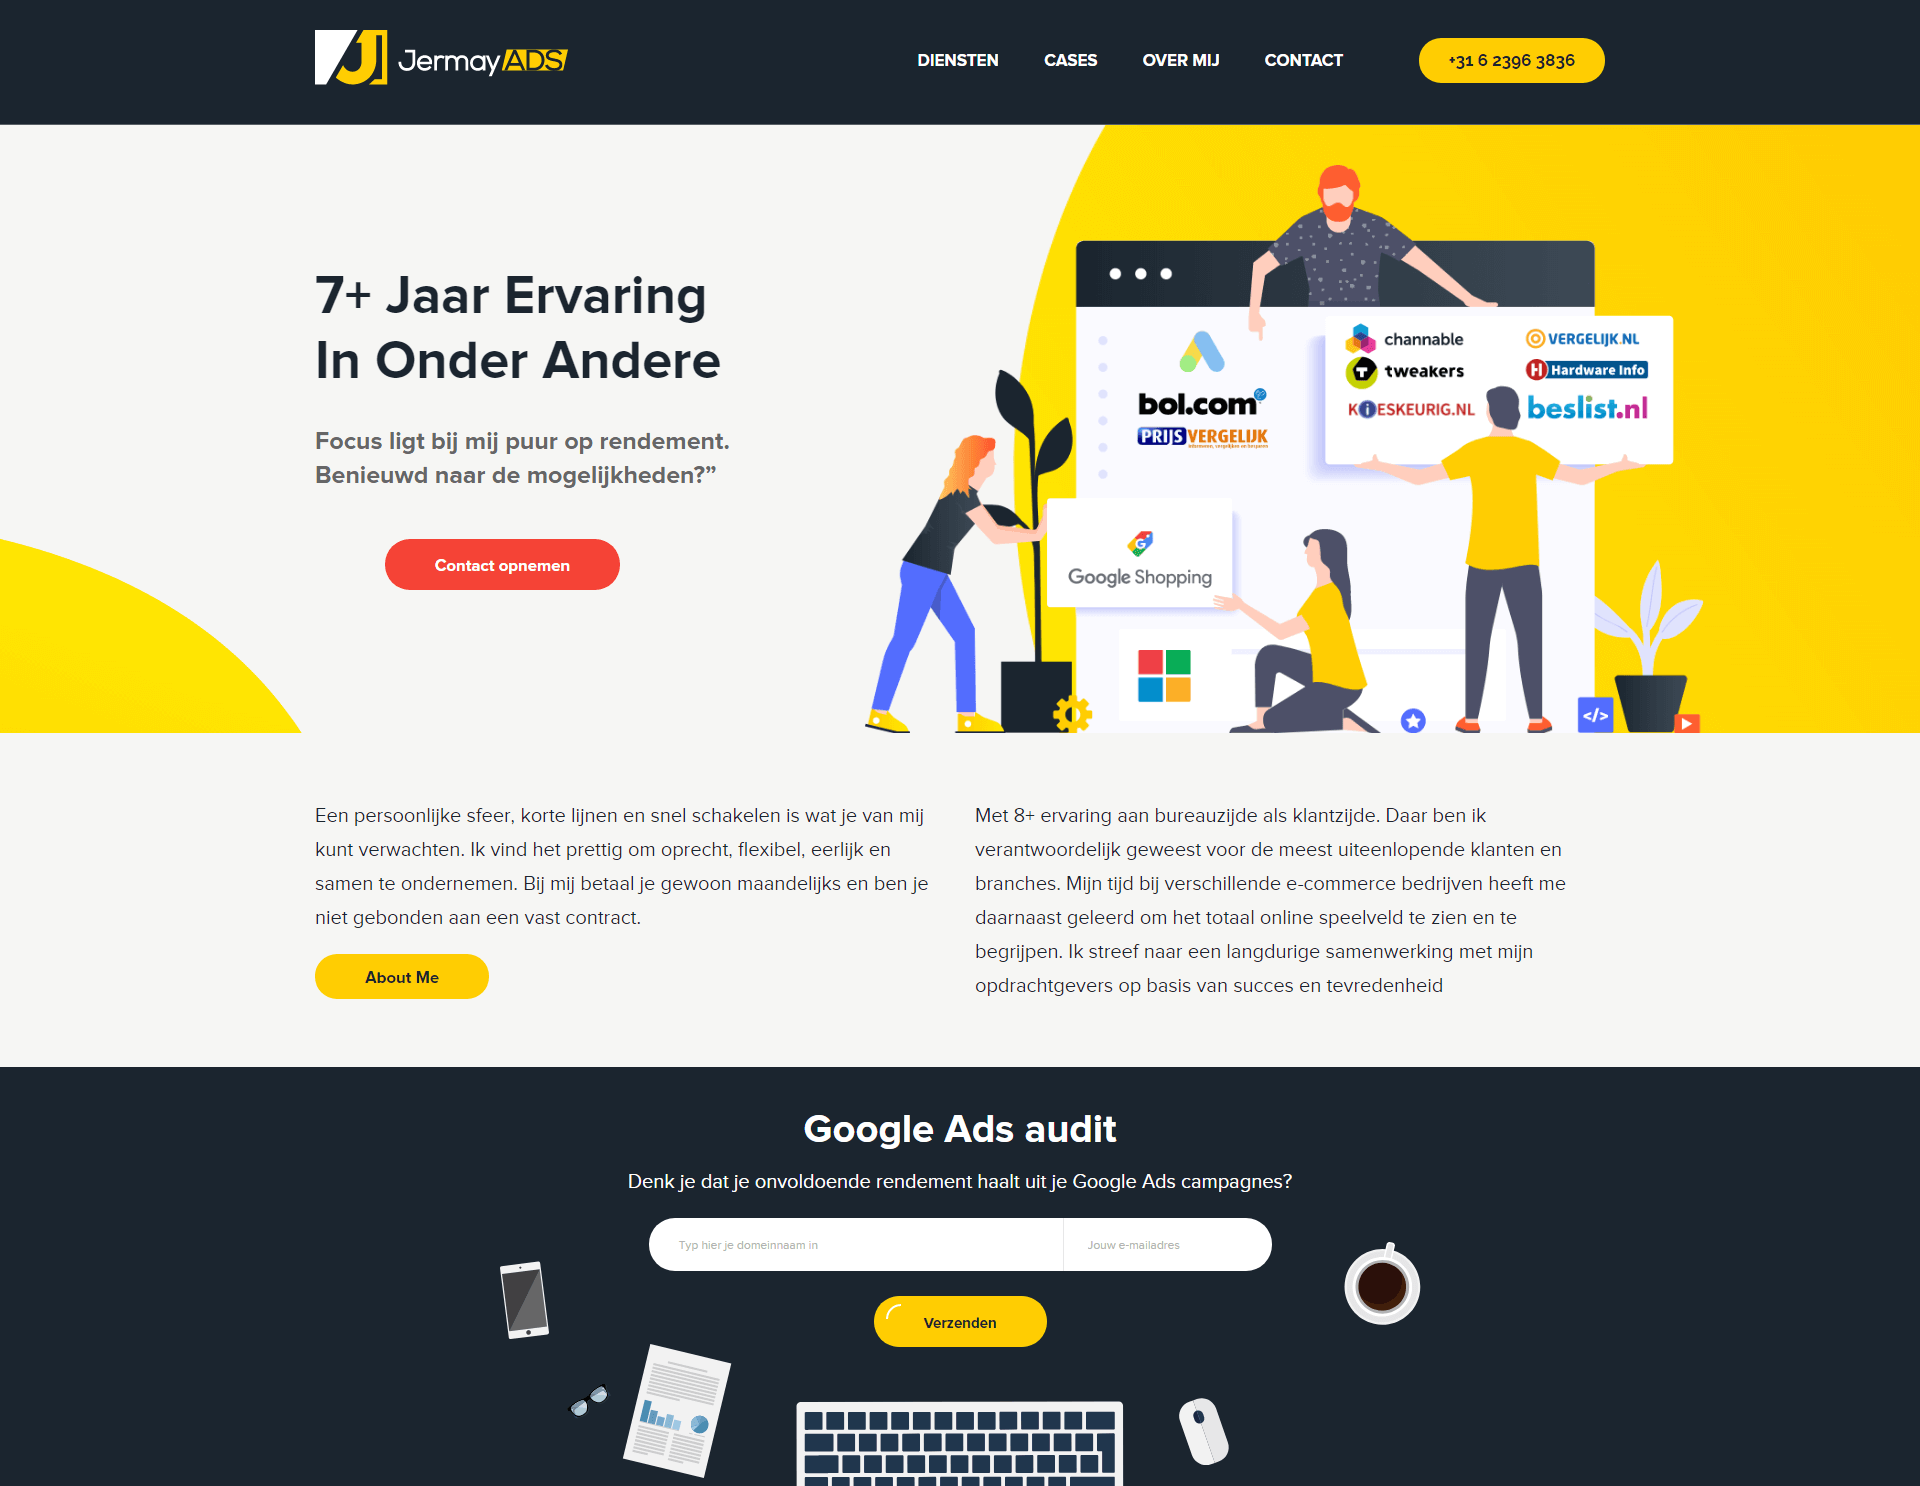 JermayADS
DIENSTEN
CASES
OVER MIJ
CONTACT
+31 6 2396 3836
7+ Jaar Ervaring
In Onder Andere
Focus ligt bij mij puur op rendement.
Benieuwd naar de mogelijkheden?”
Contact opnemen
bol.com
PRIJSVERGELIJK
channable
VERGELIJK.NL
tweakers
Hardware Info
KIESKEURIG.NL
beslist.nl
Google Shopping
</>
Een persoonlijke sfeer, korte lijnen en snel schakelen is wat je van mij
kunt verwachten. Ik vind het prettig om oprecht, flexibel, eerlijk en
samen te ondernemen. Bij mij betaal je gewoon maandelijks en ben je
niet gebonden aan een vast contract.
About Me
Met 8+ ervaring aan bureauzijde als klantzijde. Daar ben ik
verantwoordelijk geweest voor de meest uiteenlopende klanten en
branches. Mijn tijd bij verschillende e-commerce bedrijven heeft me
daarnaast geleerd om het totaal online speelveld te zien en te
begrijpen. Ik streef naar een langdurige samenwerking met mijn
opdrachtgevers op basis van succes en tevredenheid
Google Ads audit
Denk je dat je onvoldoende rendement haalt uit je Google Ads campagnes?
Typ hier je domeinnaam in
Jouw e-mailadres
Verzenden